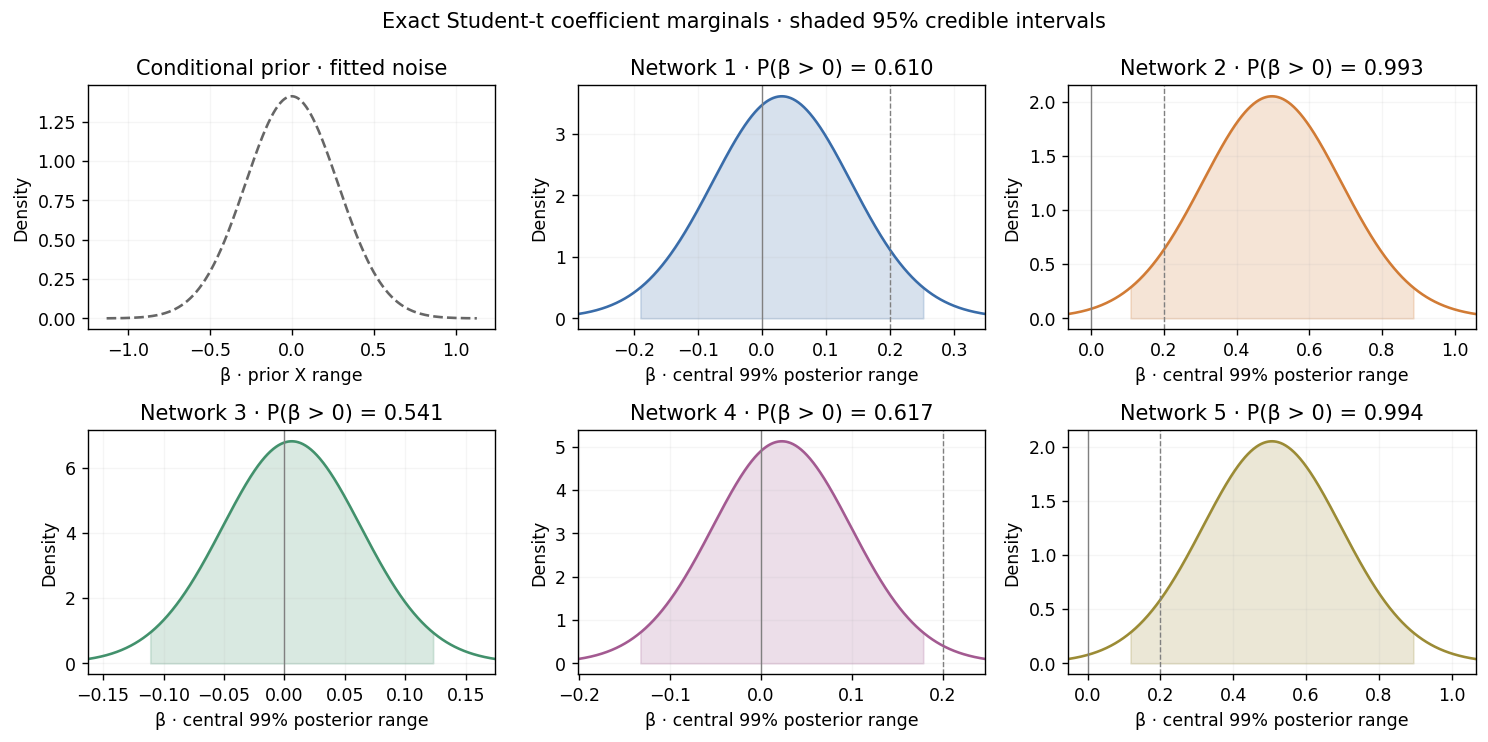 Exact Student-t coefficient marginals · shaded 95% credible intervals
Conditional prior · fitted noise
Density
1.25
1.00
0.75
0.50
0.25
0.00
−1.0 −0.5 0.0 0.5 1.0
β · prior X range
Network 1 · P(β > 0) = 0.610
Density
3
2
1
0
−0.2 −0.1 0.0 0.1 0.2 0.3
β · central 99% posterior range
Network 2 · P(β > 0) = 0.993
Density
2.0
1.5
1.0
0.5
0.0
0.0 0.2 0.4 0.6 0.8 1.0
β · central 99% posterior range
Network 3 · P(β > 0) = 0.541
Density
6
4
2
0
−0.15 −0.10 −0.05 0.00 0.05 0.10 0.15
β · central 99% posterior range
Network 4 · P(β > 0) = 0.617
Density
5
4
3
2
1
0
−0.2 −0.1 0.0 0.1 0.2
β · central 99% posterior range
Network 5 · P(β > 0) = 0.994
Density
2.0
1.5
1.0
0.5
0.0
0.0 0.2 0.4 0.6 0.8 1.0
β · central 99% posterior range